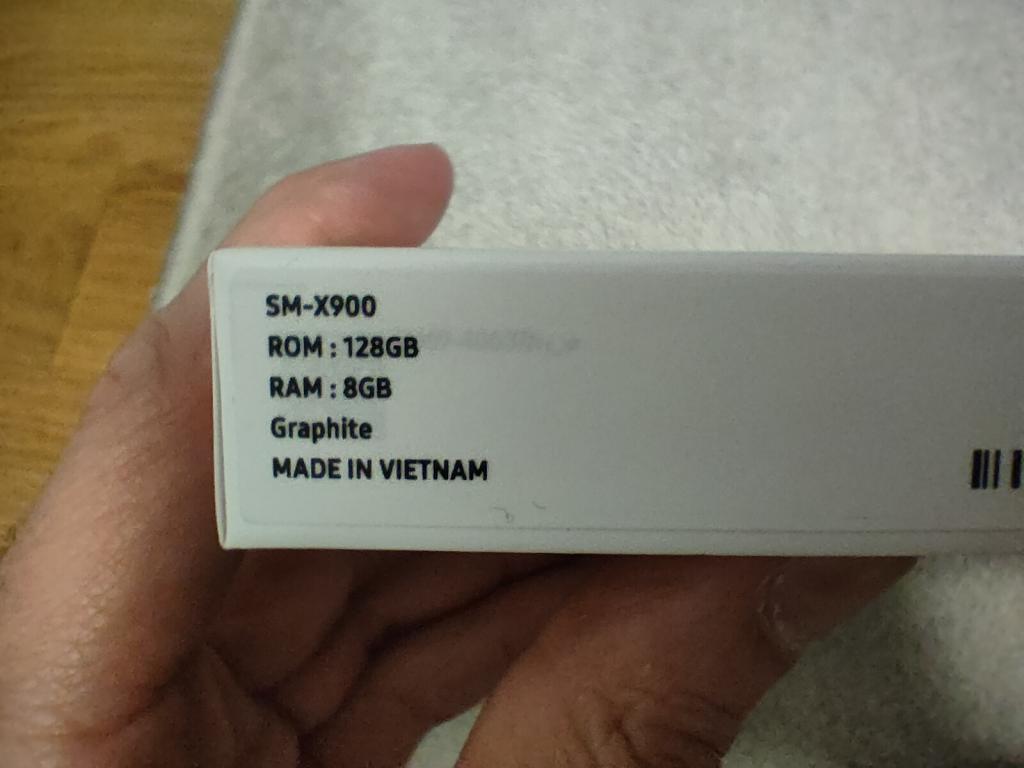 SM-X900
ROM : 128GB
RAM : 8GB
Graphite
MADE IN VIETNAM